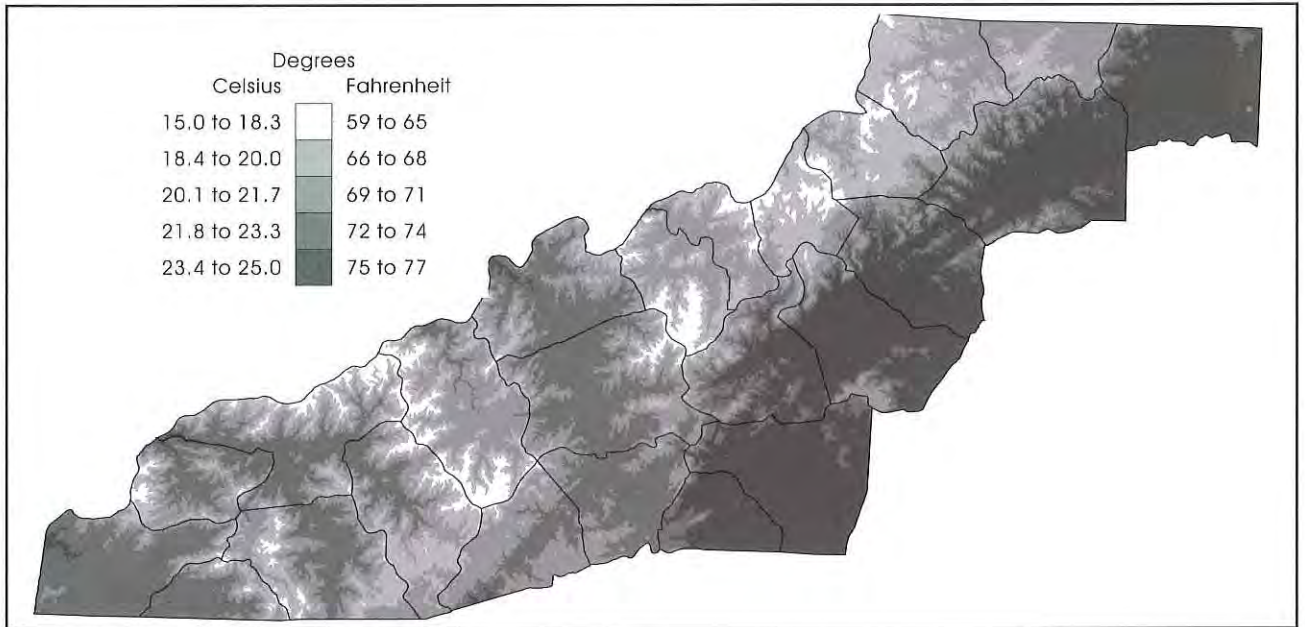 Degrees
Celsius Fahrenheit
15.0 to 18.3 59 to 65
18.4 to 20.0 66 to 68
20.1 to 21.7 69 to 71
21.8 to 23.3 72 to 74
23.4 to 25.0 75 to 77